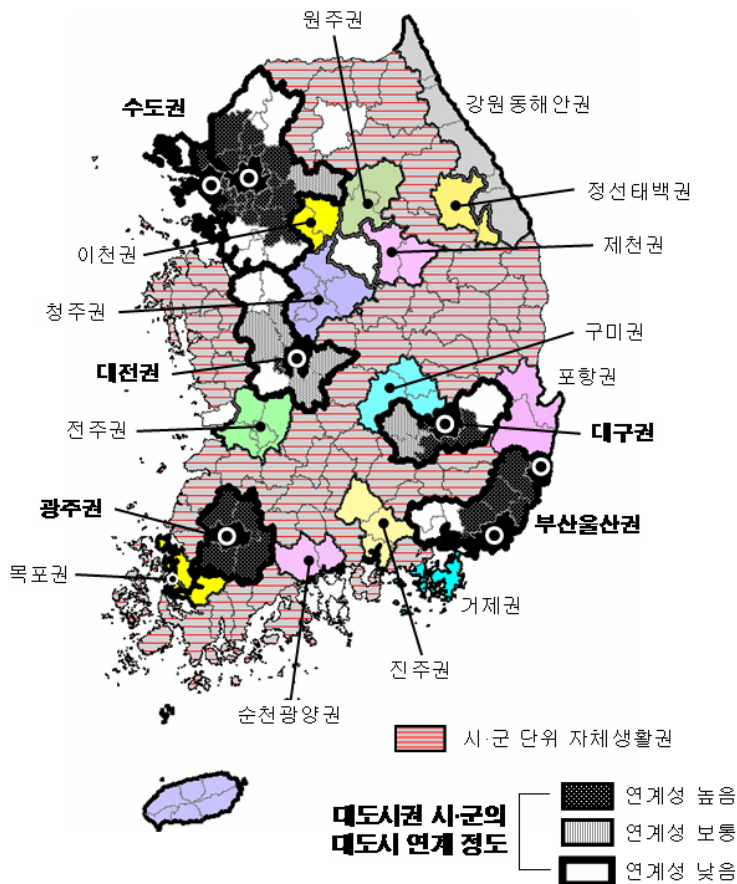 원주권
수도권
강원동해안권
정선태백권
이천권
제천권
청주권
구미권
대전권
포항권
전주권
대구권
광주권
부산울산권
목포권
거제권
진주권
순천광양권
시·군 단위 자체생활권
대도시권 시·군의
대도시 연계 정도
연계성 높음
연계성 보통
연계성 낮음